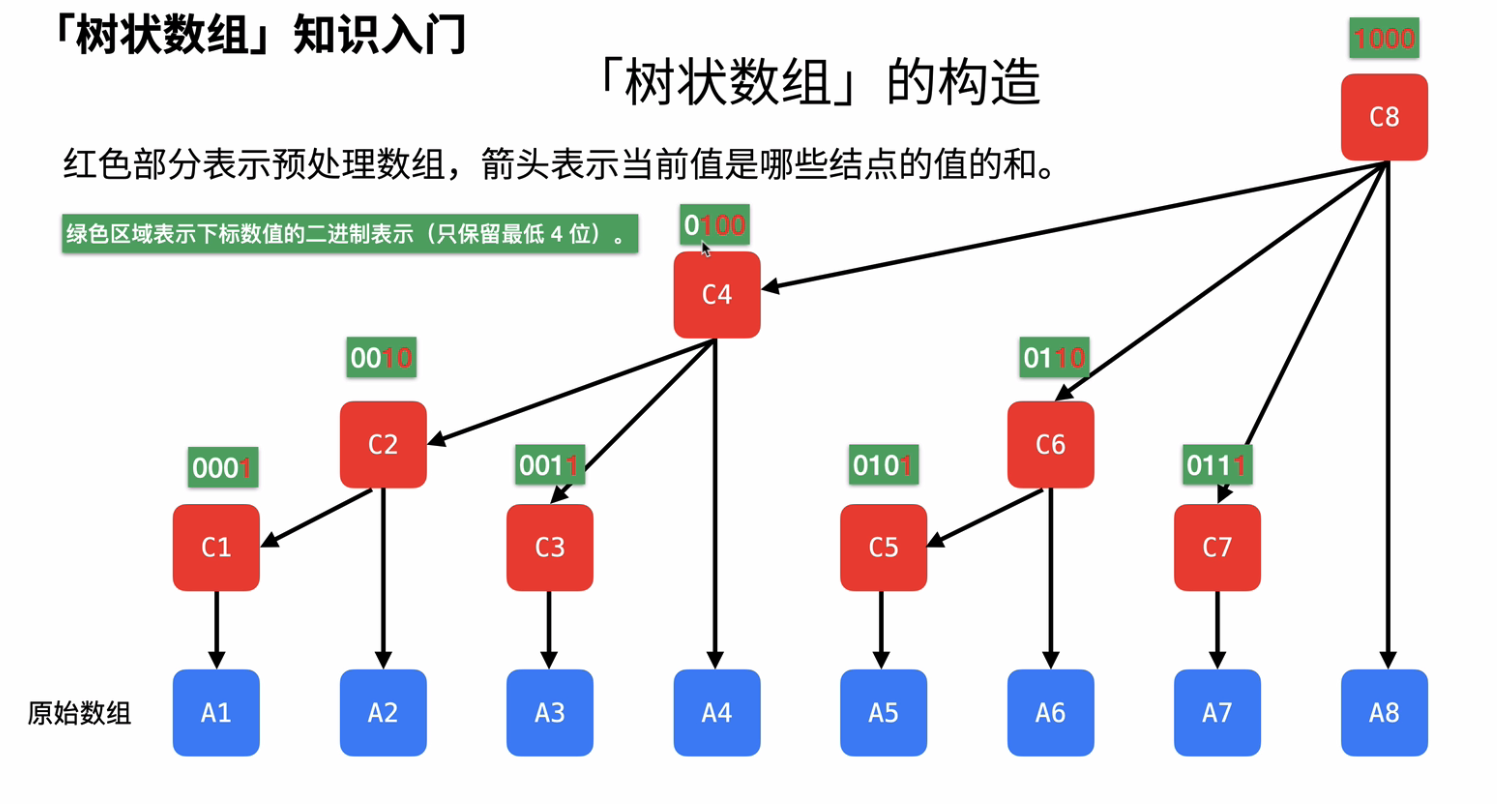 「树状数组」知识入门
1000
「树状数组」的构造
C8
红色部分表示预处理数组，箭头表示当前值是哪些结点的值的和。
绿色区域表示下标数值的二进制表示（只保留最低 4 位）。
0100
C4
0010
0110
C2
C6
0001
0011
0101
0111
C1
C3
C5
C7
原始数组
A1
A2
A3
A4
A5
A6
A7
A8